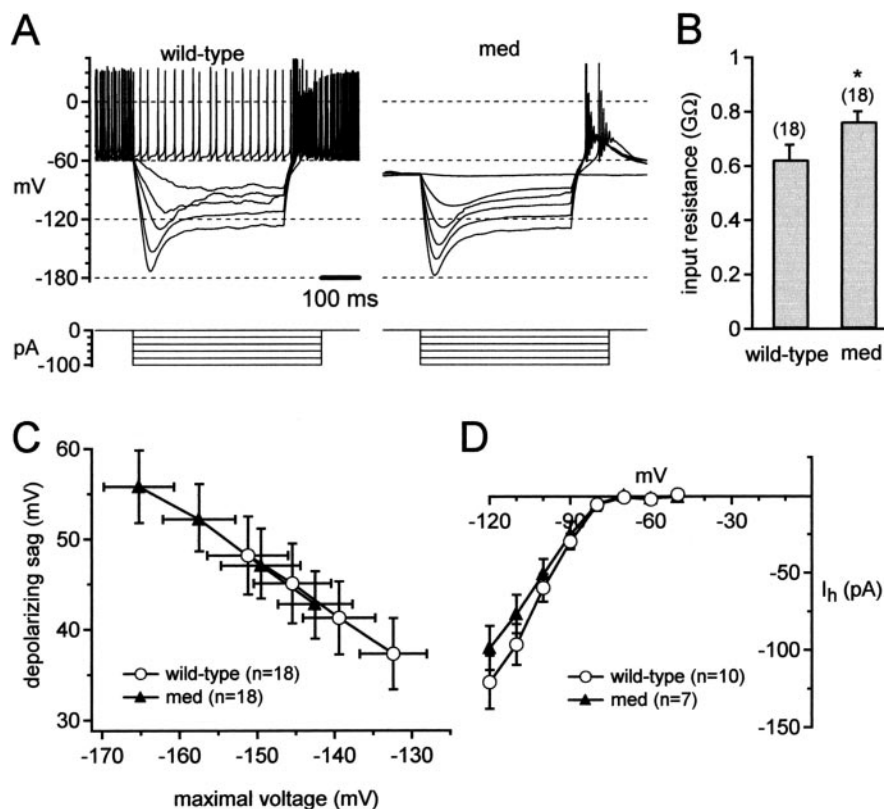 A
wild-type
med
0
-60
mV
-120
-180
100 ms
0
pA
-100
B
1
0.8
0.6
0.4
0.2
0
input resistance (GΩ)
(18)
*
(18)
wild-type
med
C
60
50
40
30
depolarizing sag (mV)
wild-type (n=18)
med (n=18)
-170
-160
-150
-140
-130
maximal voltage (mV)
D
mV
-120
-90
-60
-30
-50
-100
-150
Ih (pA)
wild-type (n=10)
med (n=7)